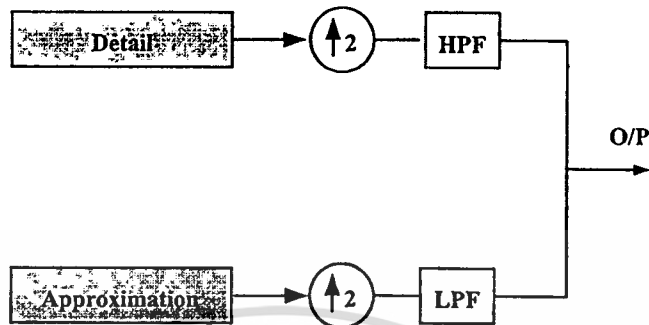 Detail
↑2
HPF
O/P
Approximation
↑2
LPF